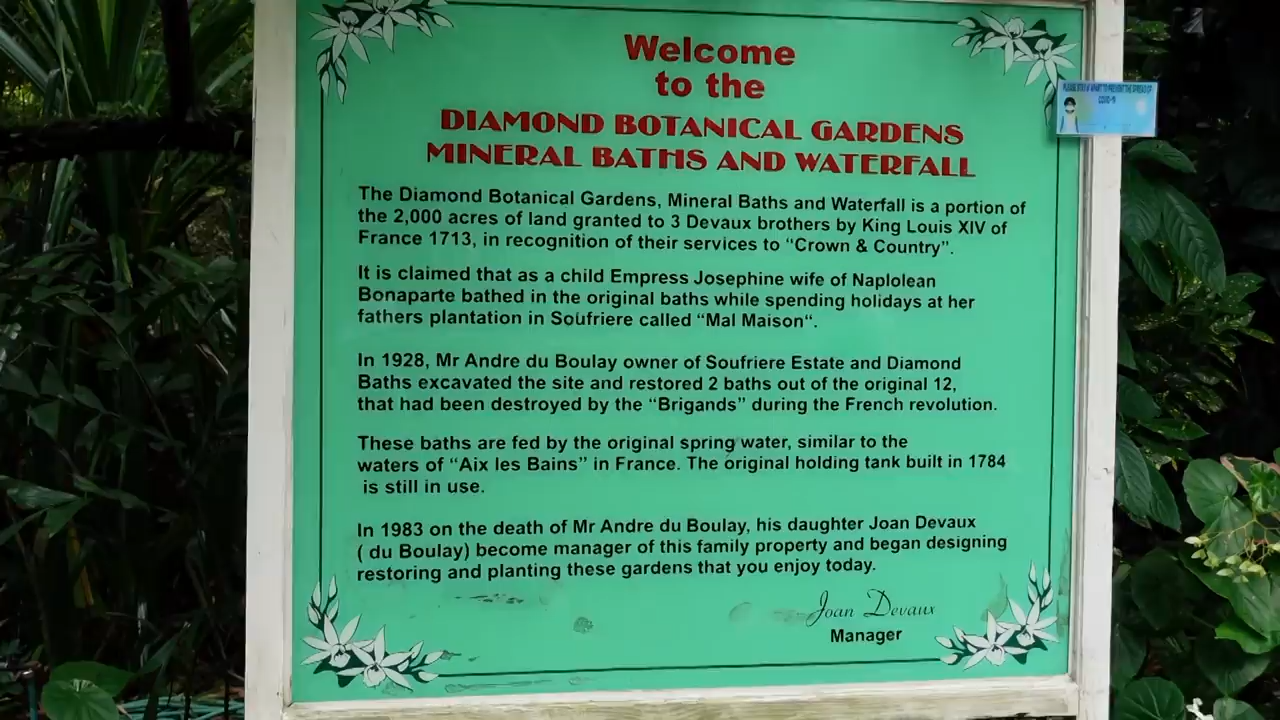 Welcome
to the
DIAMOND BOTANICAL GARDENS
MINERAL BATHS AND WATERFALL
The Diamond Botanical Gardens, Mineral Baths and Waterfall is a portion of
the 2,000 acres of land granted to 3 Devaux brothers by King Louis XIV of
France 1713, in recognition of their services to “Crown & Country”.
It is claimed that as a child Empress Josephine wife of Naplolean
Bonaparte bathed in the original baths while spending holidays at her
fathers plantation in Soufriere called “Mal Maison“.
In 1928, Mr Andre du Boulay owner of Soufriere Estate and Diamond
Baths excavated the site and restored 2 baths out of the original 12,
that had been destroyed by the “Brigands” during the French revolution.
These baths are fed by the original spring water, similar to the
waters of “Aix les Bains” in France. The original holding tank built in 1784
is still in use.
In 1983 on the death of Mr Andre du Boulay, his daughter Joan Devaux
( du Boulay) become manager of this family property and began designing
restoring and planting these gardens that you enjoy today.
Joan Devaux
Manager
PREVENT THE SPREAD OF
COVID-19